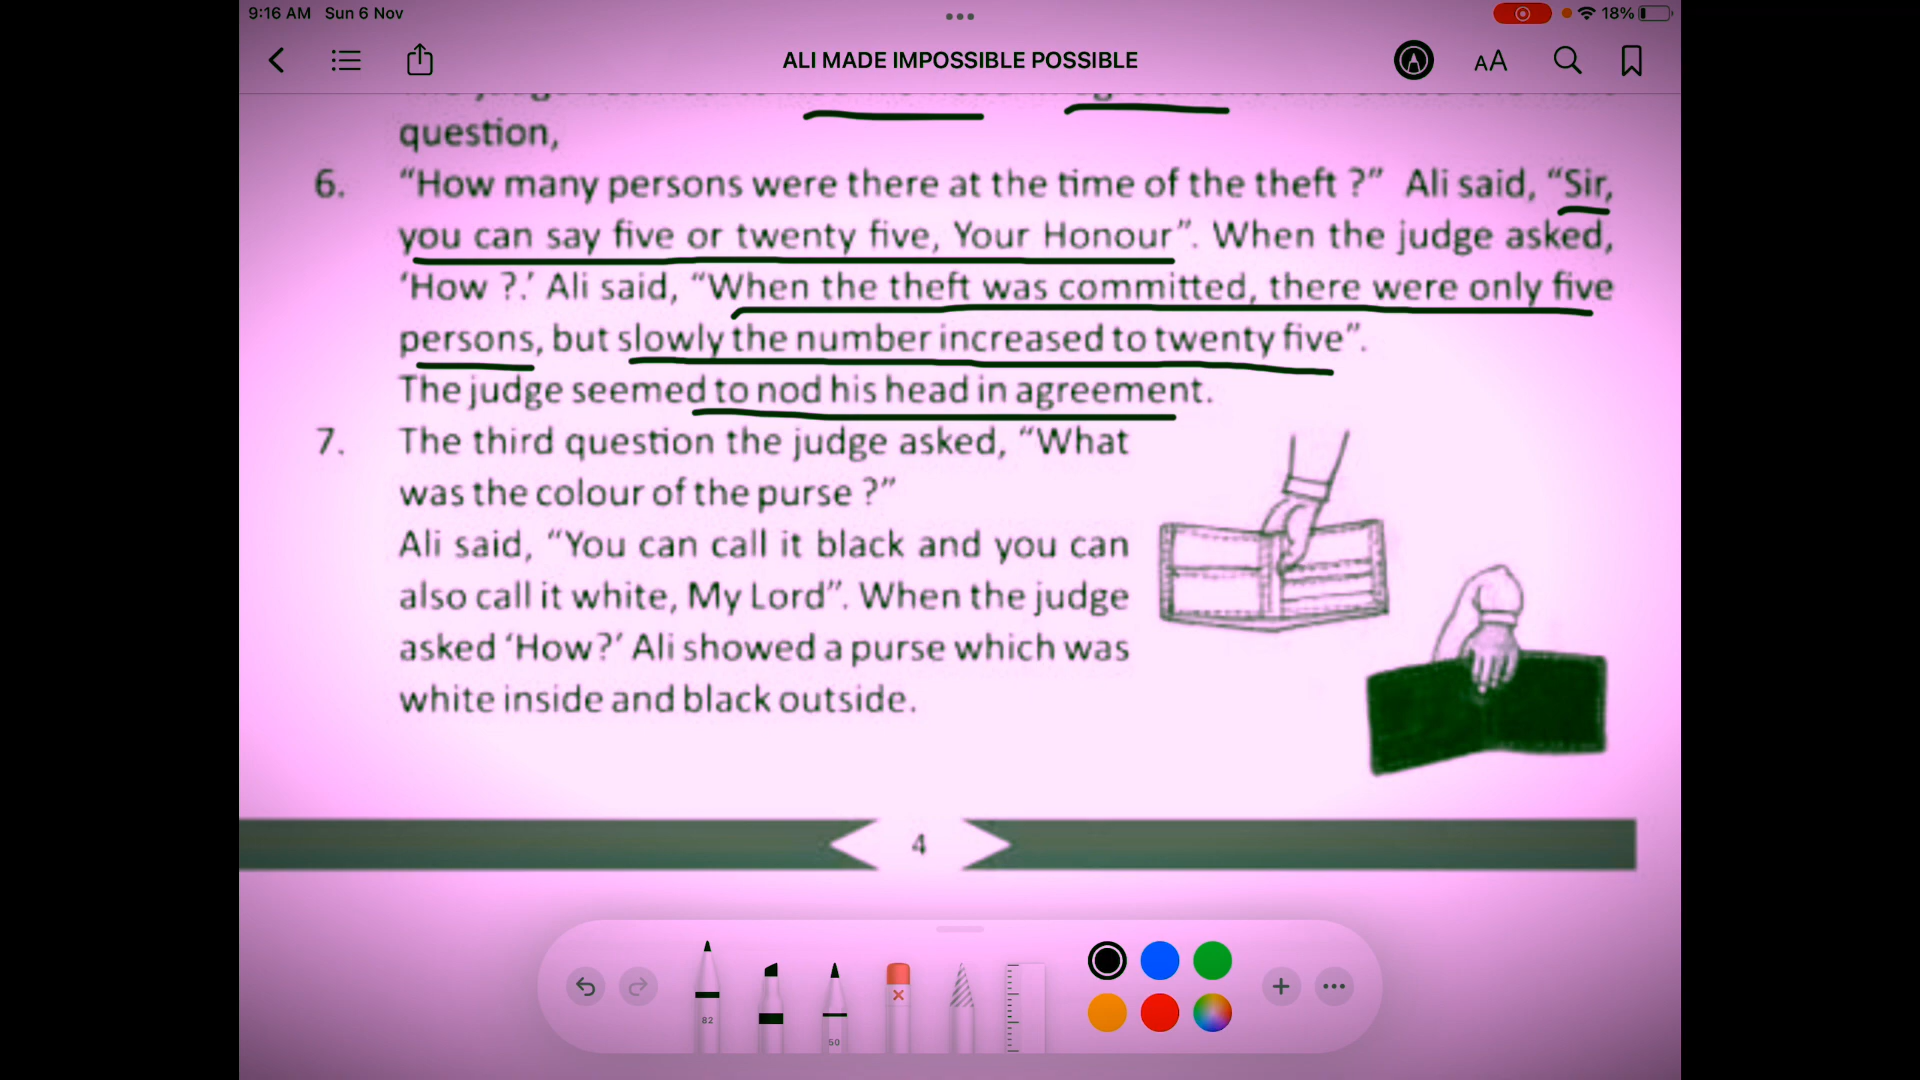 9:16 AM Sun 6 Nov
18%
ALI MADE IMPOSSIBLE POSSIBLE
AA
question,
6. “How many persons were there at the time of the theft ?” Ali said, “Sir,
you can say five or twenty five, Your Honour”. When the judge asked,
‘How ?.’ Ali said, “When the theft was committed, there were only five
persons, but slowly the number increased to twenty five”.
The judge seemed to nod his head in agreement.
7. The third question the judge asked, “What
was the colour of the purse ?”
Ali said, “You can call it black and you can
also call it white, My Lord”. When the judge
asked ‘How?’ Ali showed a purse which was
white inside and black outside.
4
82
50